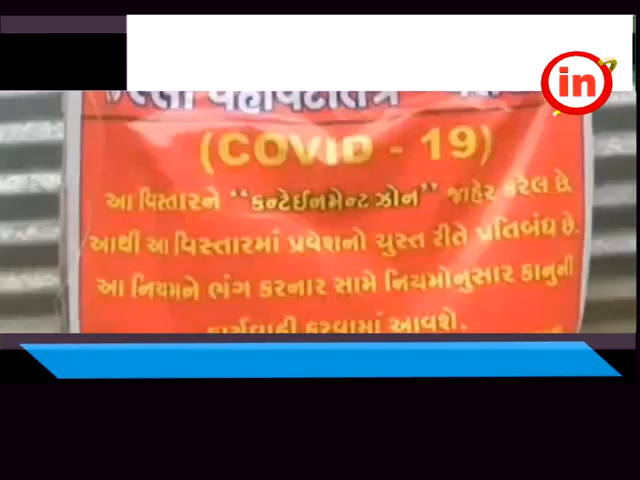 in
(COVID - 19)
આ વિસ્તારને “કન્ટેઈનમેન્ટ ઝોન” જાહેર કરેલ છે.
આથી આ વિસ્તારમાં પ્રવેશનો ચુસ્ત રીતે પ્રતિબંધ છે.
આ નિયમને ભંગ કરનાર સામે નિયમોનુસાર કાનુની
કાર્યવાહી કરવામાં આવશે.